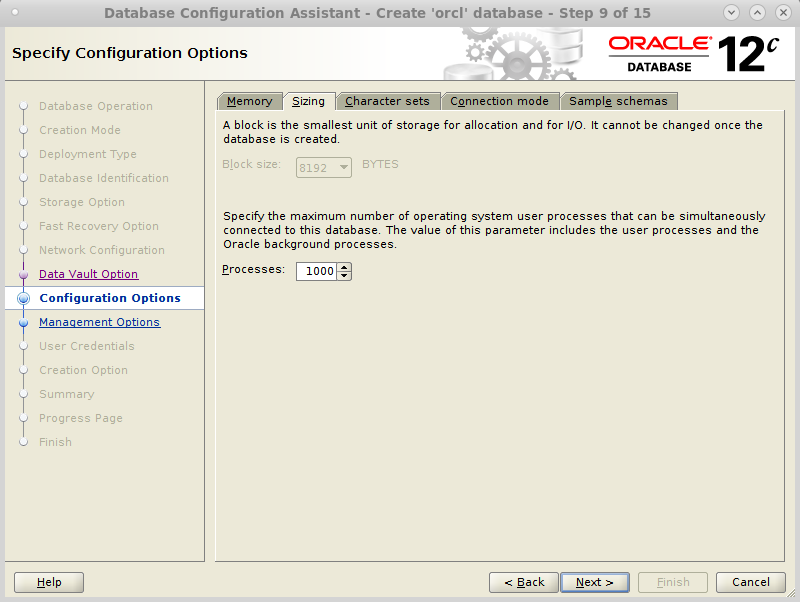 Database Configuration Assistant - Create 'orcl' database - Step 9 of 15
Specify Configuration Options
ORACLE®
DATABASE
12c
Database Operation
Creation Mode
Deployment Type
Database Identification
Storage Option
Fast Recovery Option
Network Configuration
Data Vault Option
Configuration Options
Management Options
User Credentials
Creation Option
Summary
Progress Page
Finish
Memory Sizing Character sets Connection mode Sample schemas
A block is the smallest unit of storage for allocation and for I/O. It cannot be changed once the
database is created.
Block size: 8192 BYTES
Specify the maximum number of operating system user processes that can be simultaneously
connected to this database. The value of this parameter includes the user processes and the
Oracle background processes.
Processes: 1000
Help < Back Next > Finish Cancel